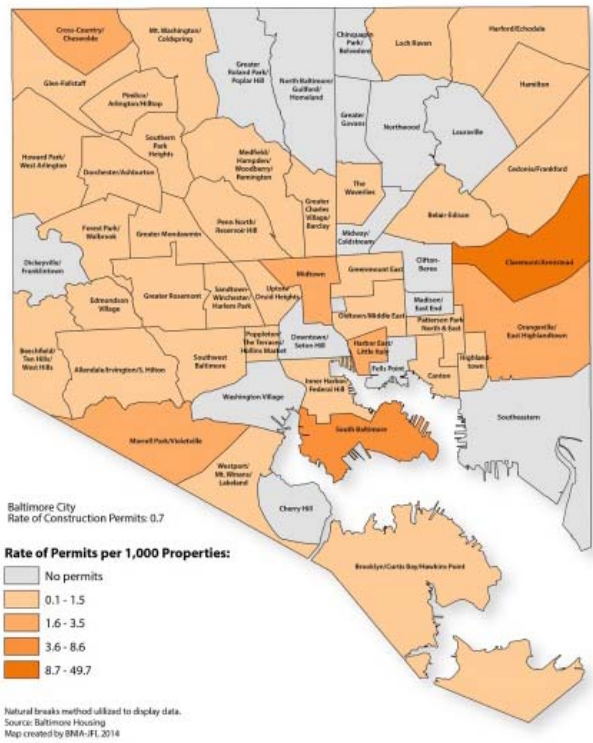 Cross-Country/
Cheswolde
Mt. Washington/
Coldspring
Greater
Roland Park/
Poplar Hill
North Baltimore/
Guilford/
Homeland
Chinquapin
Park/
Belvedere
Loch Raven
Harford/Echodale
Glen-Fallstaff
Pimlico/
Arlington/Hilltop
Hamilton
Greater
Govans
Northwood
Lauraville
Southern
Park
Heights
Howard Park/
West Arlington
Dorchester/Ashburton
Medfield/
Hampden/
Woodberry/
Remington
Cedonia/Frankford
The
Waverlies
Greater
Charles
Village/
Barclay
Belair-Edison
Forest Park/
Walbrook
Greater Mondawmin
Penn North/
Reservoir Hill
Midway/
Coldstream
Dickeyville/
Franklintown
Clifton-
Berea
Claremont/Armistead
Midtown
Greenmount East
Edmondson
Village
Greater Rosemont
Sandtown-
Winchester/
Harlem Park
Upton/
Druid Heights
Madison/
East End
Oldtown/Middle East
Patterson Park
North & East
Orangeville/
East Highlandtown
Poppleton/
The Terraces/
Hollins Market
Downtown/
Seton Hill
Harbor East/
Little Italy
Beechfield/
Ten Hills/
West Hills
Allendale/Irvington/S. Hilton
Southwest
Baltimore
Fells Point
Canton
Highland-
town
Inner Harbor/
Federal Hill
Washington Village
Southeastern
Morrell Park/Violetville
South Baltimore
Westport/
Mt. Winans/
Lakeland
Cherry Hill
Brooklyn/Curtis Bay/Hawkins Point
Baltimore City
Rate of Construction Permits: 0.7
Rate of Permits per 1,000 Properties:
No permits
0.1 - 1.5
1.6 - 3.5
3.6 - 8.6
8.7 - 49.7
Natural breaks method utilized to display data.
Source: Baltimore Housing
Map created by BNIA-JFI, 2014